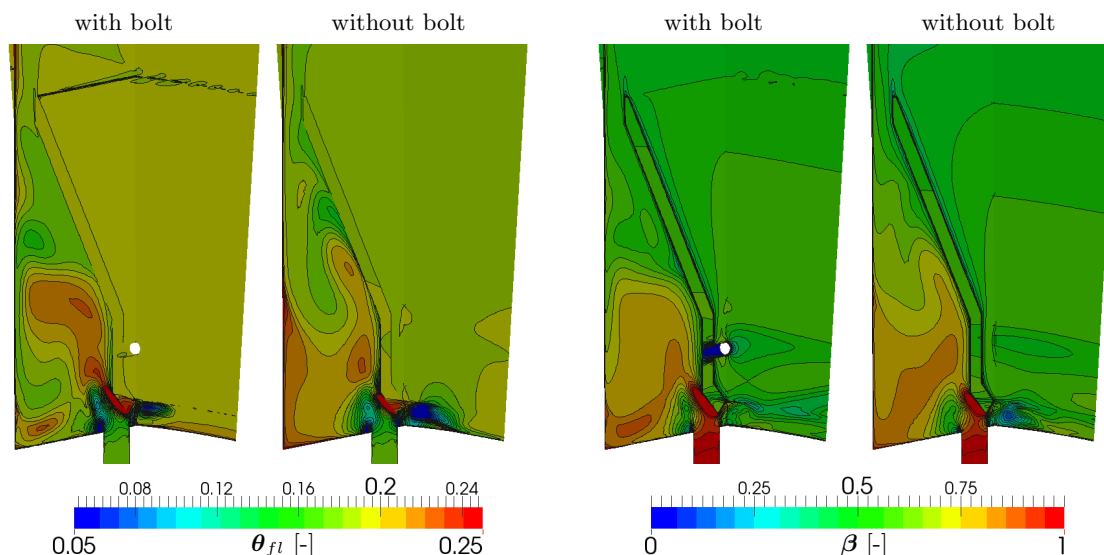 with bolt without bolt with bolt without bolt
0.08 0.12 0.16 0.2 0.24 0.25 0.5 0.75
0.05 θfl [-] 0.25 0 β [-] 1